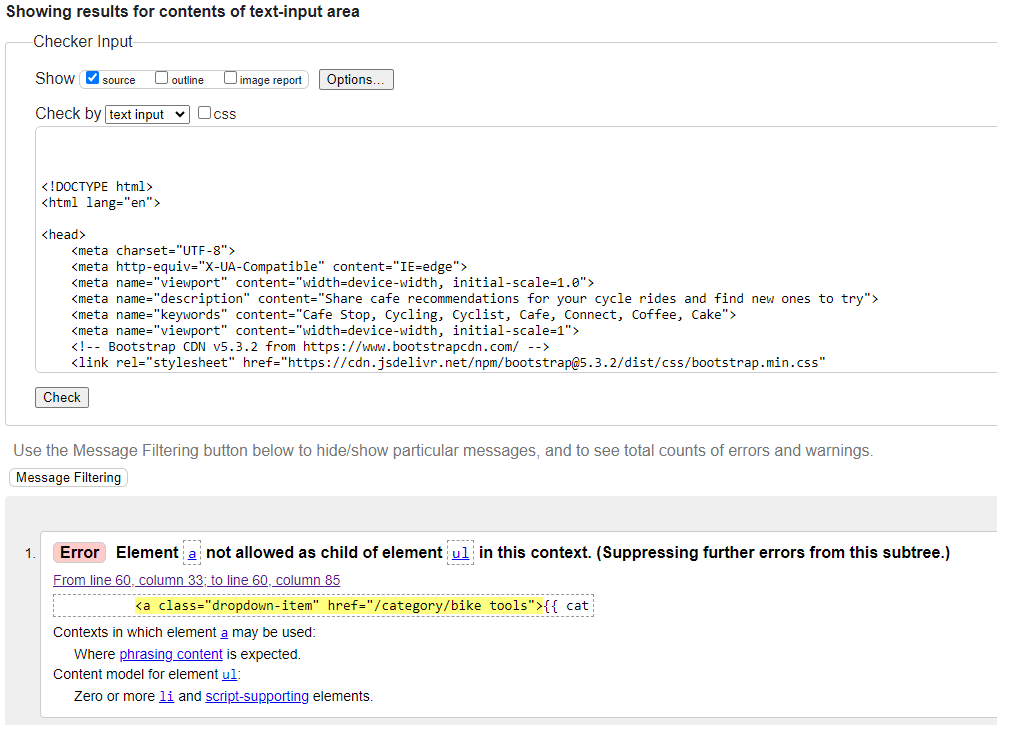 Showing results for contents of text-input area
Checker Input
Show source outline image report Options...
Check by text input css
<!DOCTYPE html>
<html lang="en">
<head>
<meta charset="UTF-8">
<meta http-equiv="X-UA-Compatible" content="IE=edge">
<meta name="viewport" content="width=device-width, initial-scale=1.0">
<meta name="description" content="Share cafe recommendations for your cycle rides and find new ones to try">
<meta name="keywords" content="Cafe Stop, Cycling, Cyclist, Cafe, Connect, Coffee, Cake">
<meta name="viewport" content="width=device-width, initial-scale=1">
<!-- Bootstrap CDN v5.3.2 from https://www.bootstrapcdn.com/ -->
<link rel="stylesheet" href="https://cdn.jsdelivr.net/npm/bootstrap@5.3.2/dist/css/bootstrap.min.css"
Check
Use the Message Filtering button below to hide/show particular messages, and to see total counts of errors and warnings.
Message Filtering
1. Error Element a not allowed as child of element ul in this context. (Suppressing further errors from this subtree.)
From line 60, column 33; to line 60, column 85
<a class="dropdown-item" href="/category/bike tools">{{ cat
Contexts in which element a may be used:
Where phrasing content is expected.
Content model for element ul:
Zero or more li and script-supporting elements.